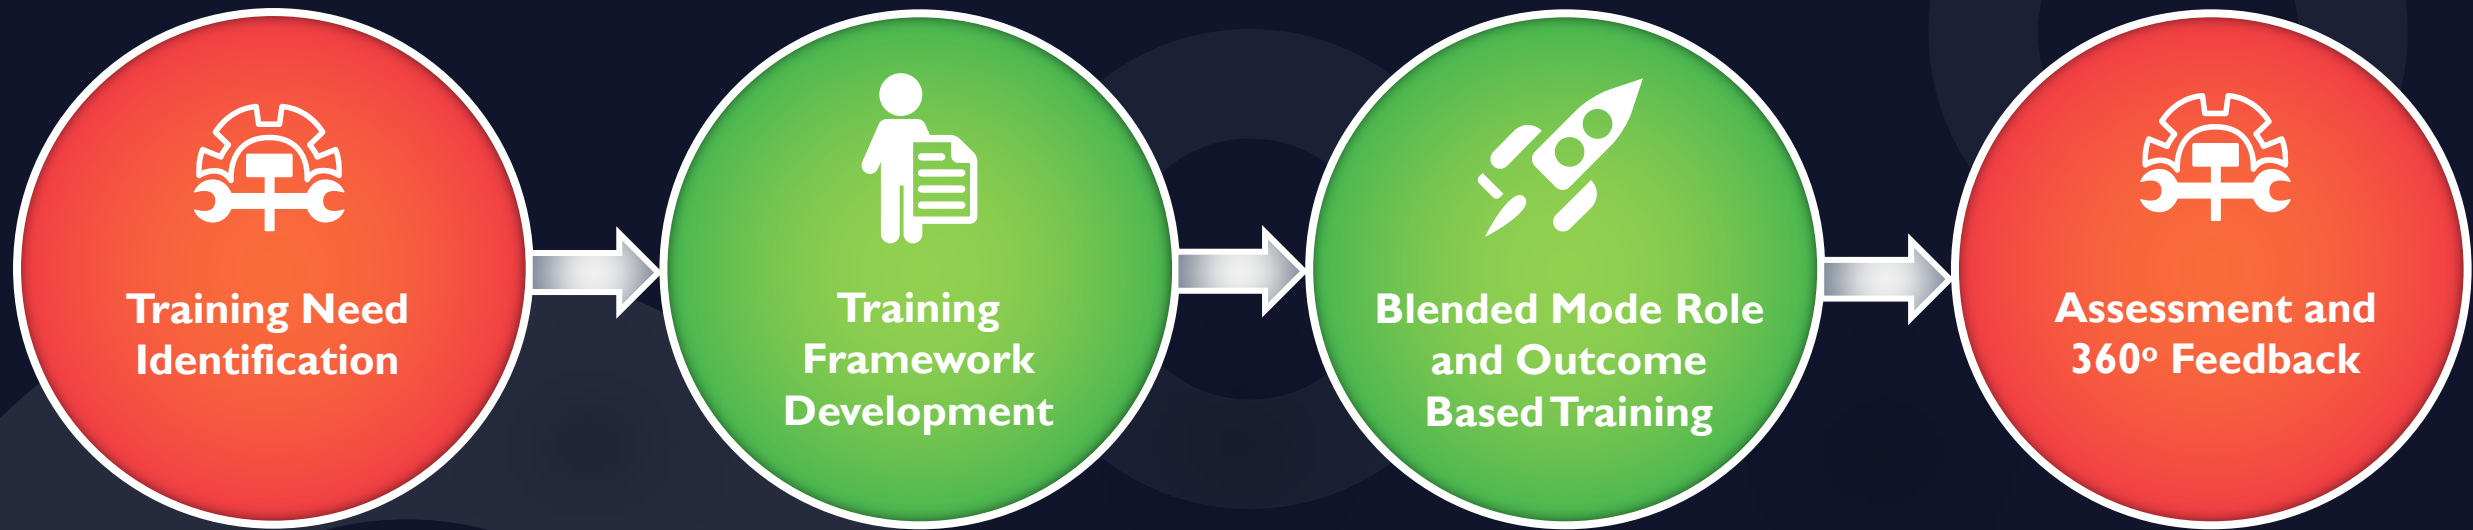 Training Need
Identification
Training
Framework
Development
Blended Mode Role
and Outcome
Based Training
Assessment and
360º Feedback